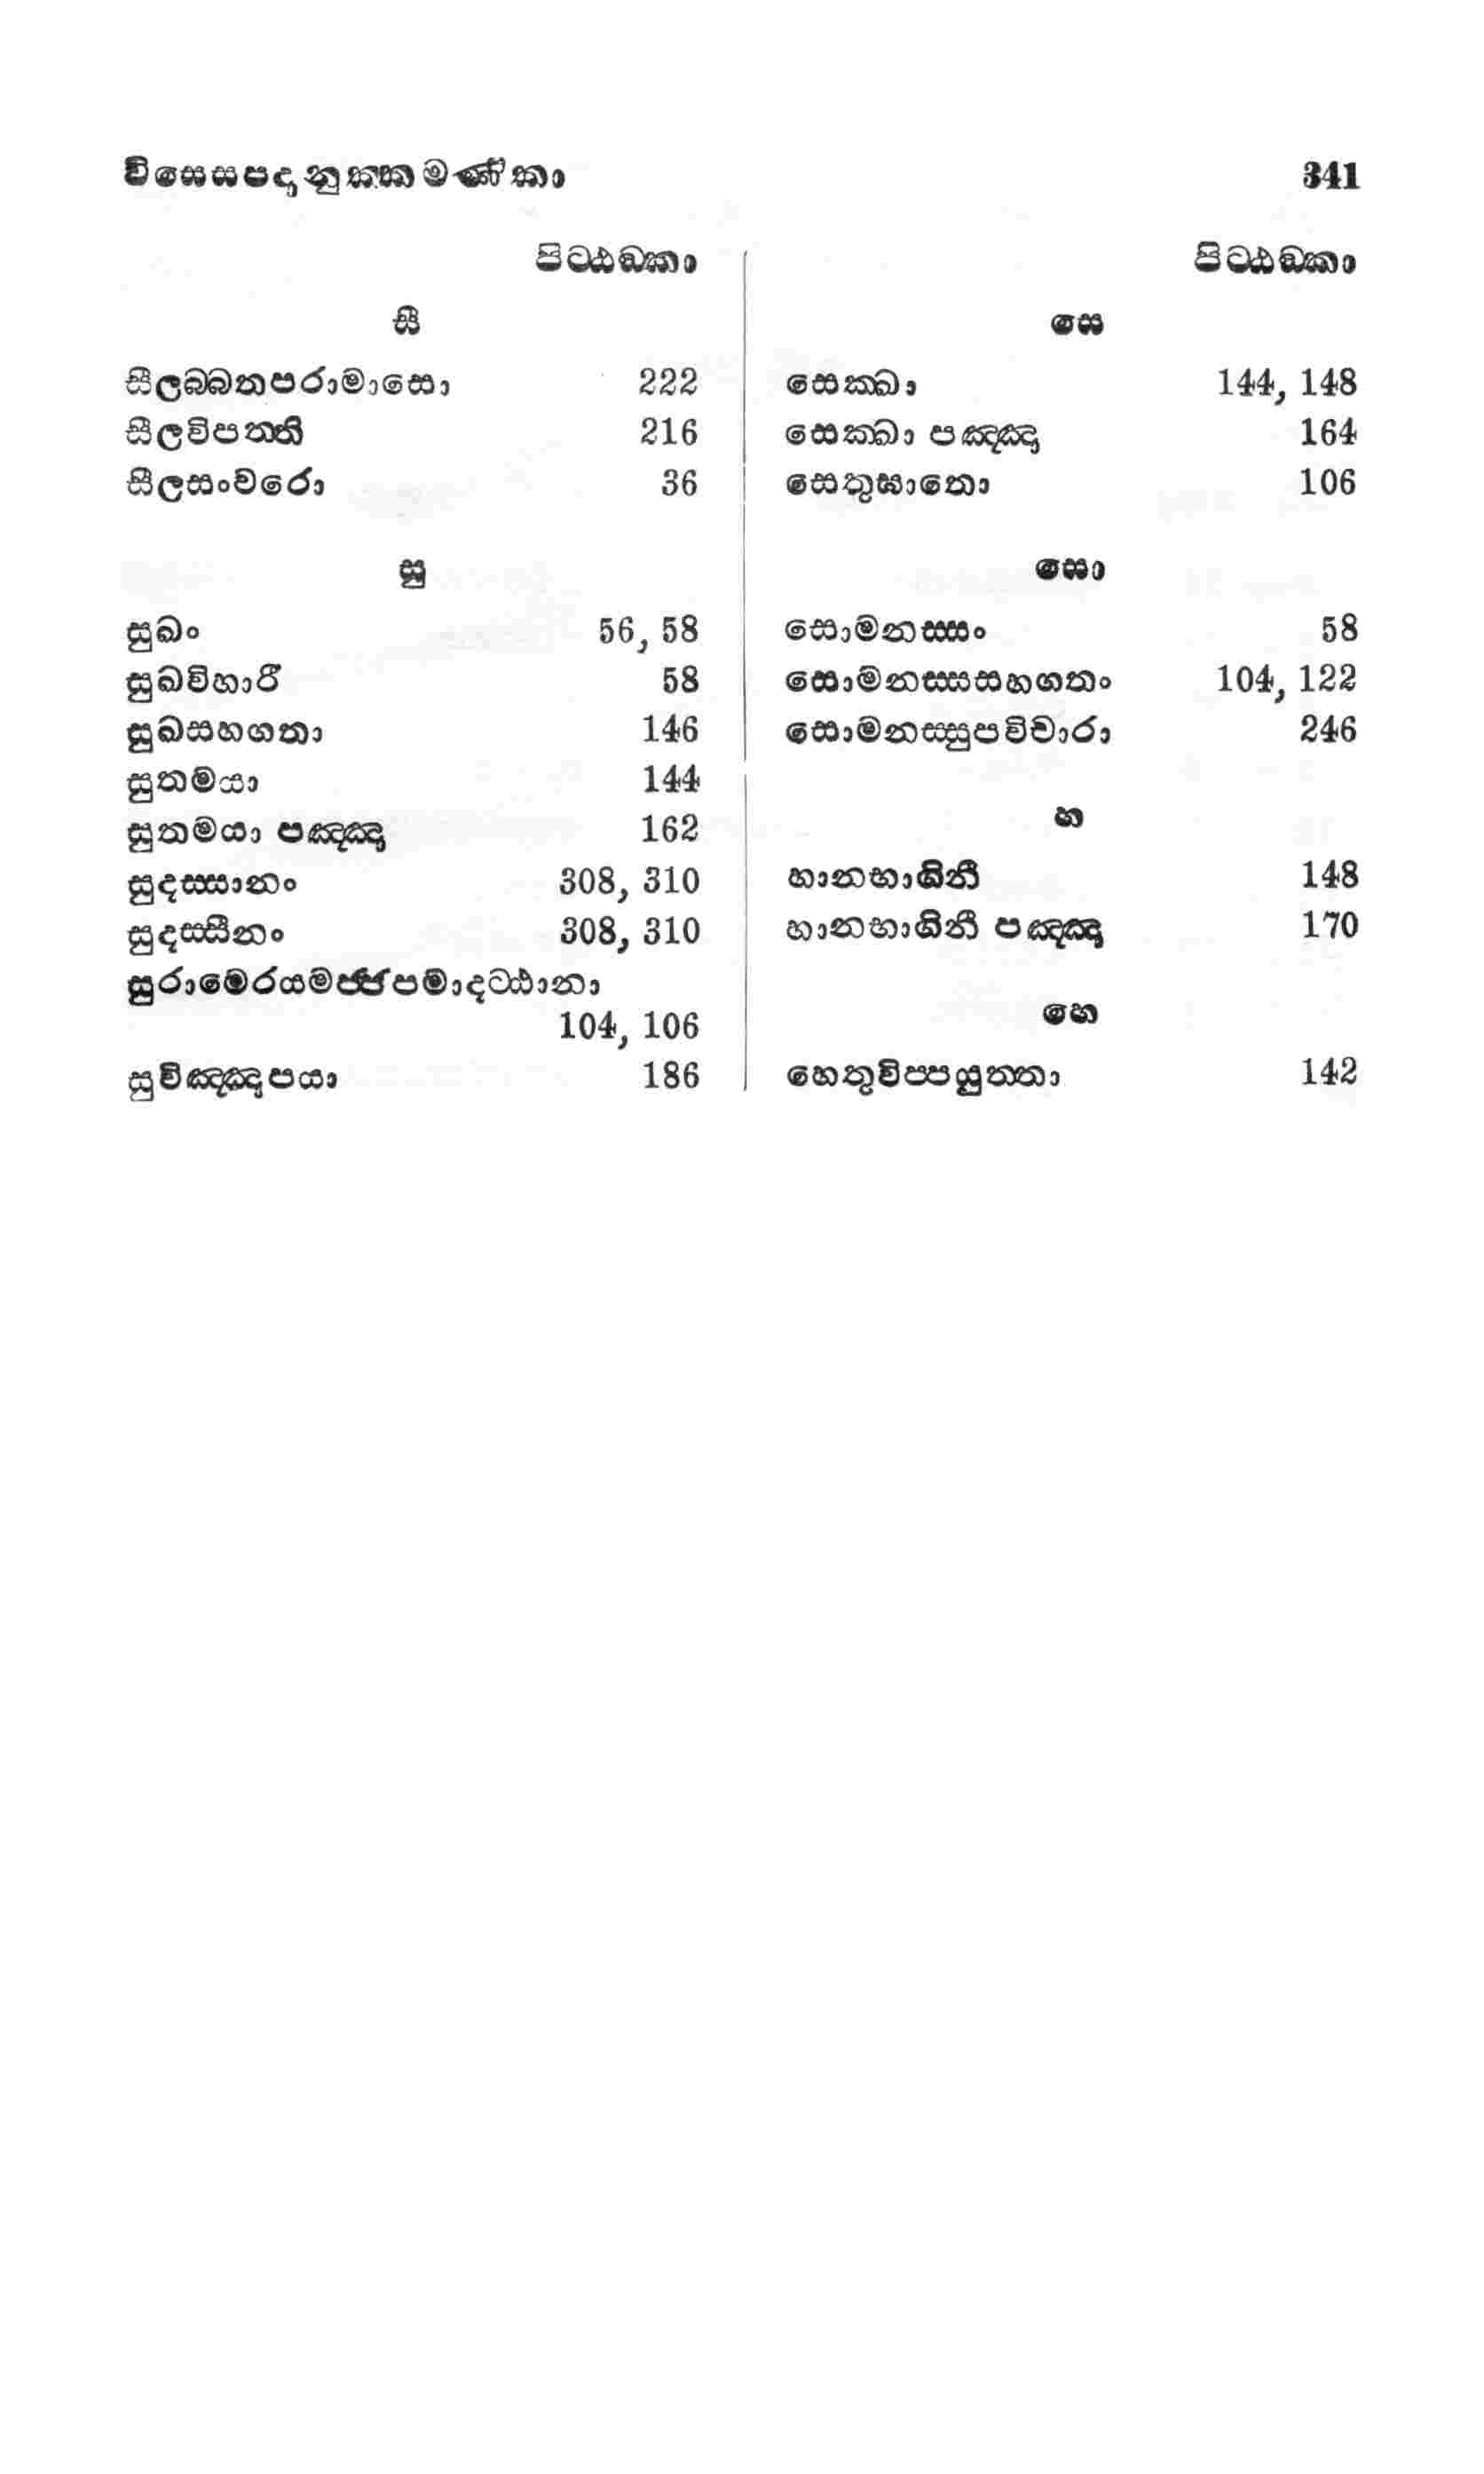 විසෙසපදානුක්කමණිකා 341
පිට්ඨඞ්කා
සී
සීලබ්බතපරාමාසො 222
සීලවිපත්ති 216
සීලසංවරො 36
සු
සුඛං 56, 58
සුඛවිහාරී 58
සුඛසහගතා 146
සුතමයා 144
සුතමයා පඤ්ඤා 162
සුදස්සානං 308, 310
සුදස්සීනං 308, 310
සුරාමෙරයමජ්ජපමාදට්ඨානා
104, 106
සුවිඤ්ඤාපයා 186
පිට්ඨඞ්කා
සෙ
සෙක්ඛා 144, 148
සෙක්ඛා පඤ්ඤා 164
සෙතුඝාතො 106
සො
සොමනස්සං 58
සොමනස්සසහගතං 104, 122
සොමනස්සුපවිචාරා 246
හ
හානභාගිනී 148
හානභාගිනී පඤ්ඤා 170
හෙ
හෙතුවිප්පයුත්තා 142